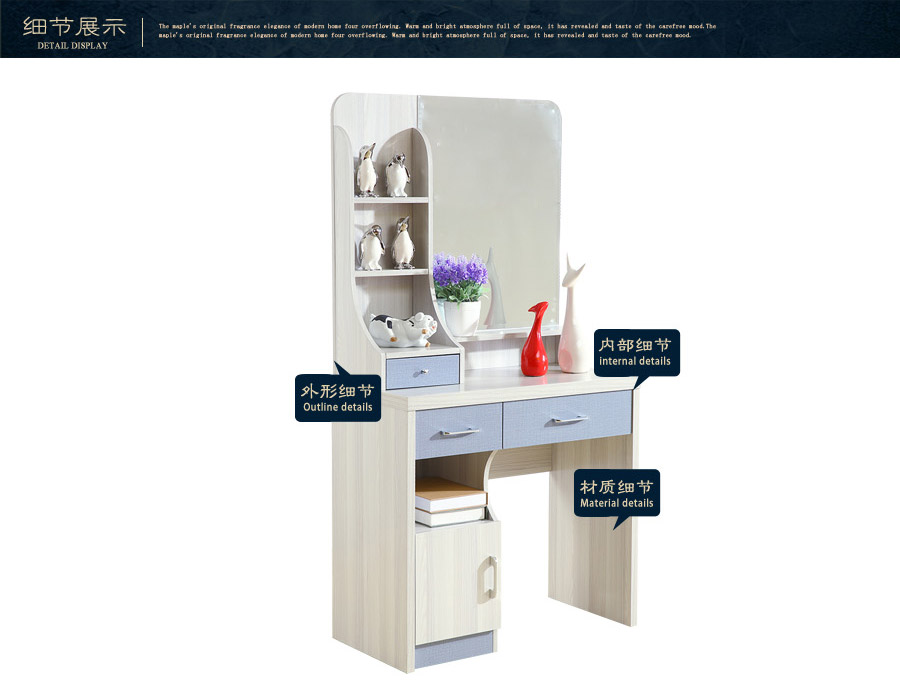 细节展示
DETAIL DISPLAY
The maple's original fragrance elegance of modern home four overflowing. Warm and bright atmosphere full of space, it has revealed and taste of the carefree mood.The
maple's original fragrance elegance of modern home four overflowing. Warm and bright atmosphere full of space, it has revealed and taste of the carefree mood.
内部细节
internal details
外形细节
Outline details
材质细节
Material details